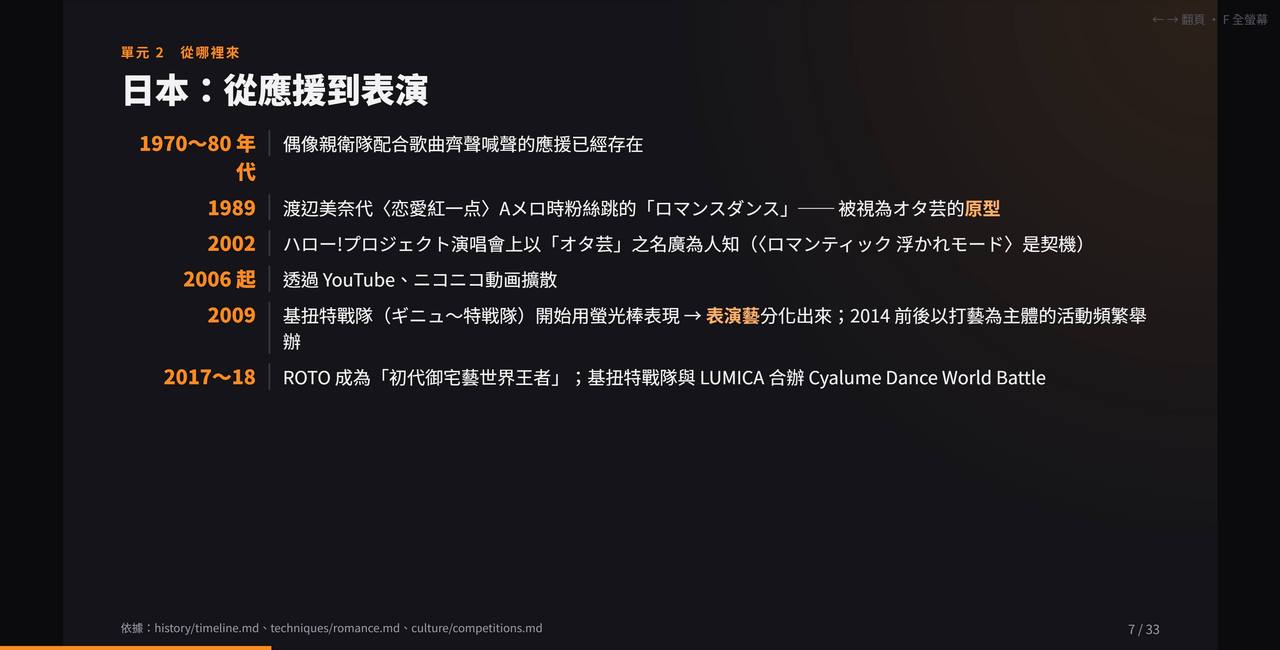 ←→ 翻頁 · F 全螢幕
單元 2 從哪裡來
日本：從應援到表演
1970～80 年代 偶像親衛隊配合歌曲齊聲喊聲的應援已經存在
1989 渡辺美奈代〈恋愛紅一点〉Aメロ時粉絲跳的「ロマンスダンス」── 被視為オタ芸的原型
2002 ハロー!プロジェクト演唱會上以「オタ芸」之名廣為人知（〈ロマンティック 浮かれモード〉是契機）
2006 起 透過 YouTube、ニコニコ動画擴散
2009 基扭特戰隊（ギニュ～特戦隊）開始用螢光棒表現 → 表演藝分化出來；2014 前後以打藝為主體的活動頻繁舉
辦
2017～18 ROTO 成為「初代御宅藝世界王者」；基扭特戰隊與 LUMICA 合辦 Cyalume Dance World Battle
依據：history/timeline.md、techniques/romance.md、culture/competitions.md
7 / 33